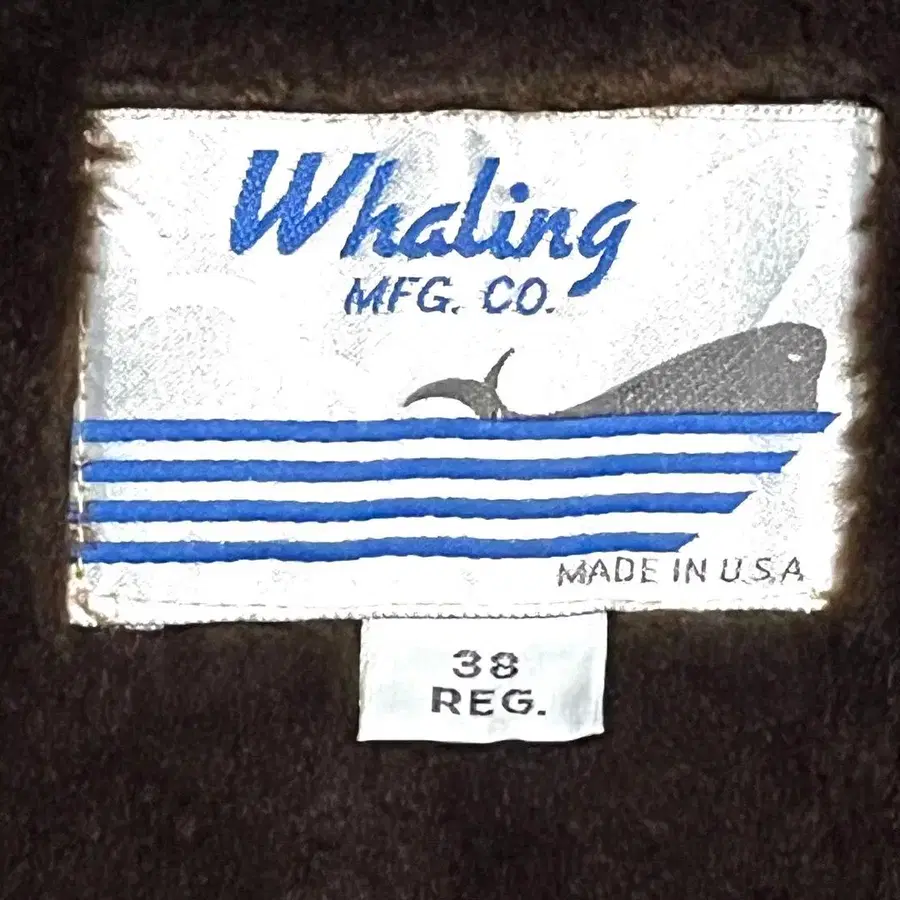 Whaling
MFG. CO.
MADE IN U.S.A
38
REG.